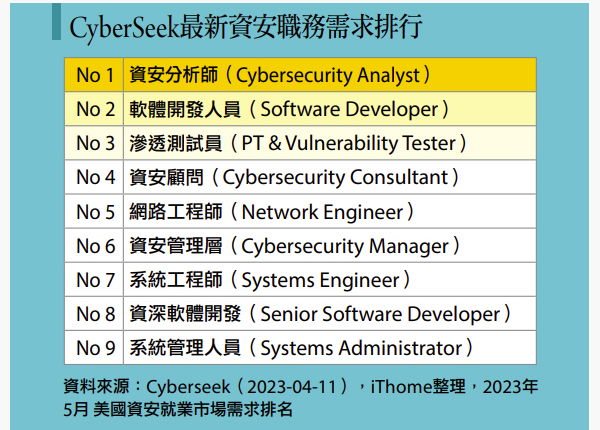 CyberSeek最新資安職務需求排行
No 1 資安分析師（Cybersecurity Analyst）
No 2 軟體開發人員（Software Developer）
No 3 滲透測試員（PT & Vulnerability Tester）
No 4 資安顧問（Cybersecurity Consultant）
No 5 網路工程師（Network Engineer）
No 6 資安管理層（Cybersecurity Manager）
No 7 系統工程師（Systems Engineer）
No 8 資深軟體開發（Senior Software Developer）
No 9 系統管理人員（Systems Administrator）
資料來源：Cyberseek（2023-04-11），iThome整理，2023年
5月 美國資安就業市場需求排名